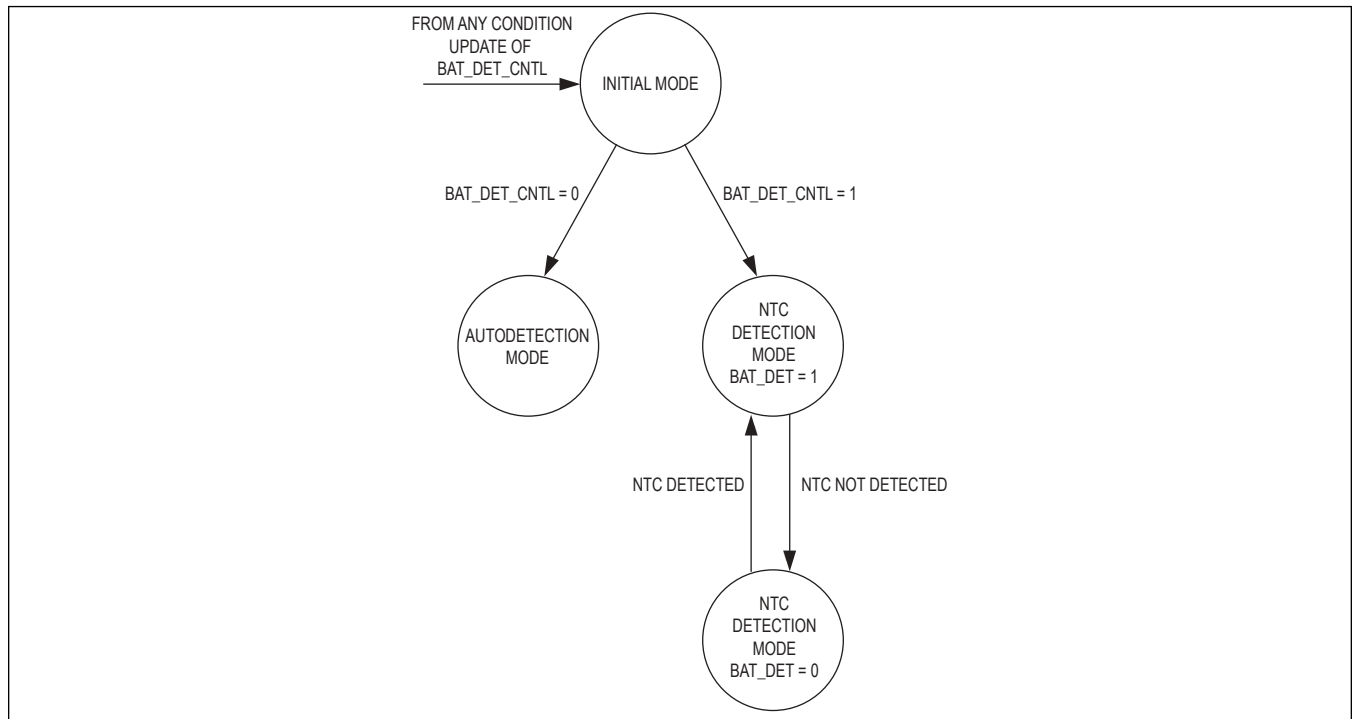 FROM ANY CONDITION
UPDATE OF
BAT_DET_CNTL
INITIAL MODE
BAT_DET_CNTL = 0
BAT_DET_CNTL = 1
AUTODETECTION
MODE
NTC
DETECTION
MODE
BAT_DET = 1
NTC DETECTED
NTC NOT DETECTED
NTC
DETECTION
MODE
BAT_DET = 0